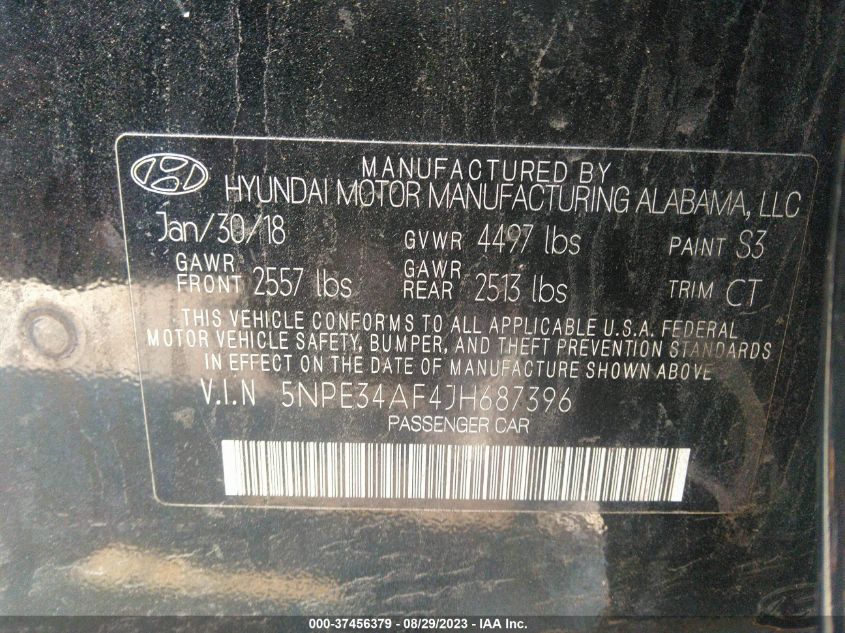 MANUFACTURED BY
HYUNDAI MOTOR MANUFACTURING ALABAMA, LLC
Jan/30/18 GVWR 4497 lbs PAINT S3
GAWR FRONT 2557 lbs GAWR REAR 2513 lbs TRIM CT
THIS VEHICLE CONFORMS TO ALL APPLICABLE U.S.A. FEDERAL
MOTOR VEHICLE SAFETY, BUMPER, AND THEFT PREVENTION STANDARDS
IN EFFECT ON THE DATE OF MANUFACTURE SHOWN ABOVE
V.I.N 5NPE34AF4JH687396
PASSENGER CAR
000-37456379 - 08/29/2023 - IAA Inc.